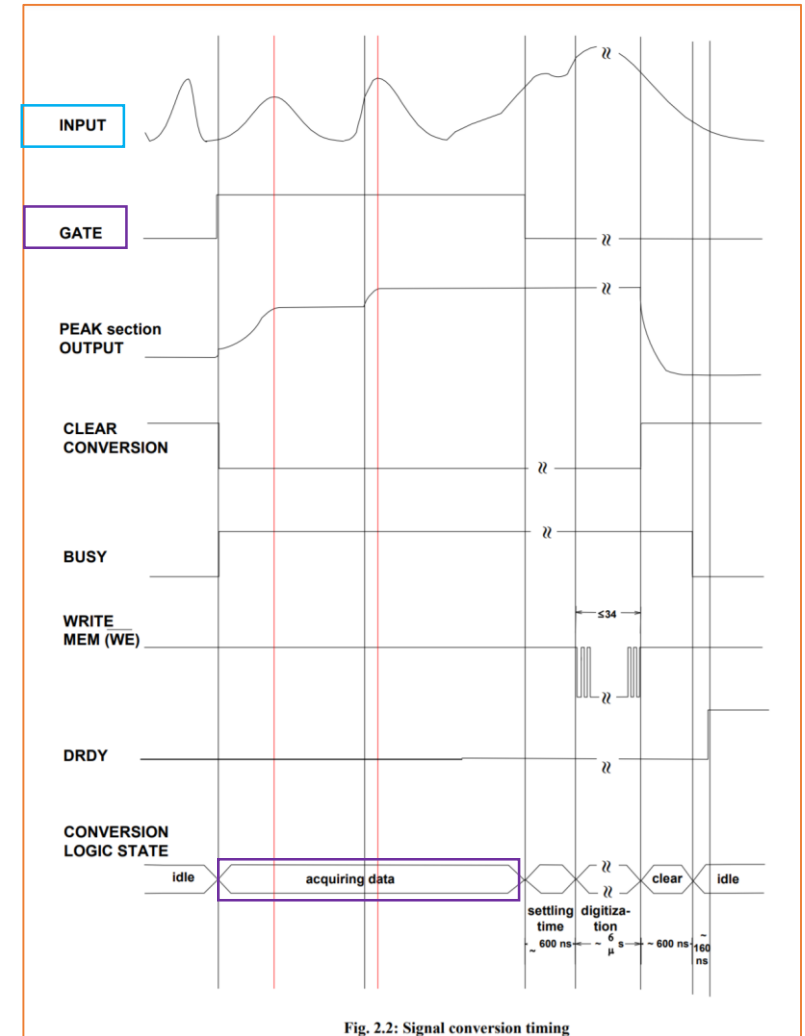 INPUT
GATE
PEAK section
OUTPUT
CLEAR
CONVERSION
BUSY
WRITE
MEM (WE)
≤34
DRDY
CONVERSION
LOGIC STATE
idle acquiring data clear idle
settling digitiza-
time tion
~ 600 ns ~ 6 μ s ~ 600 ns ~ 160 ns
Fig. 2.2: Signal conversion timing